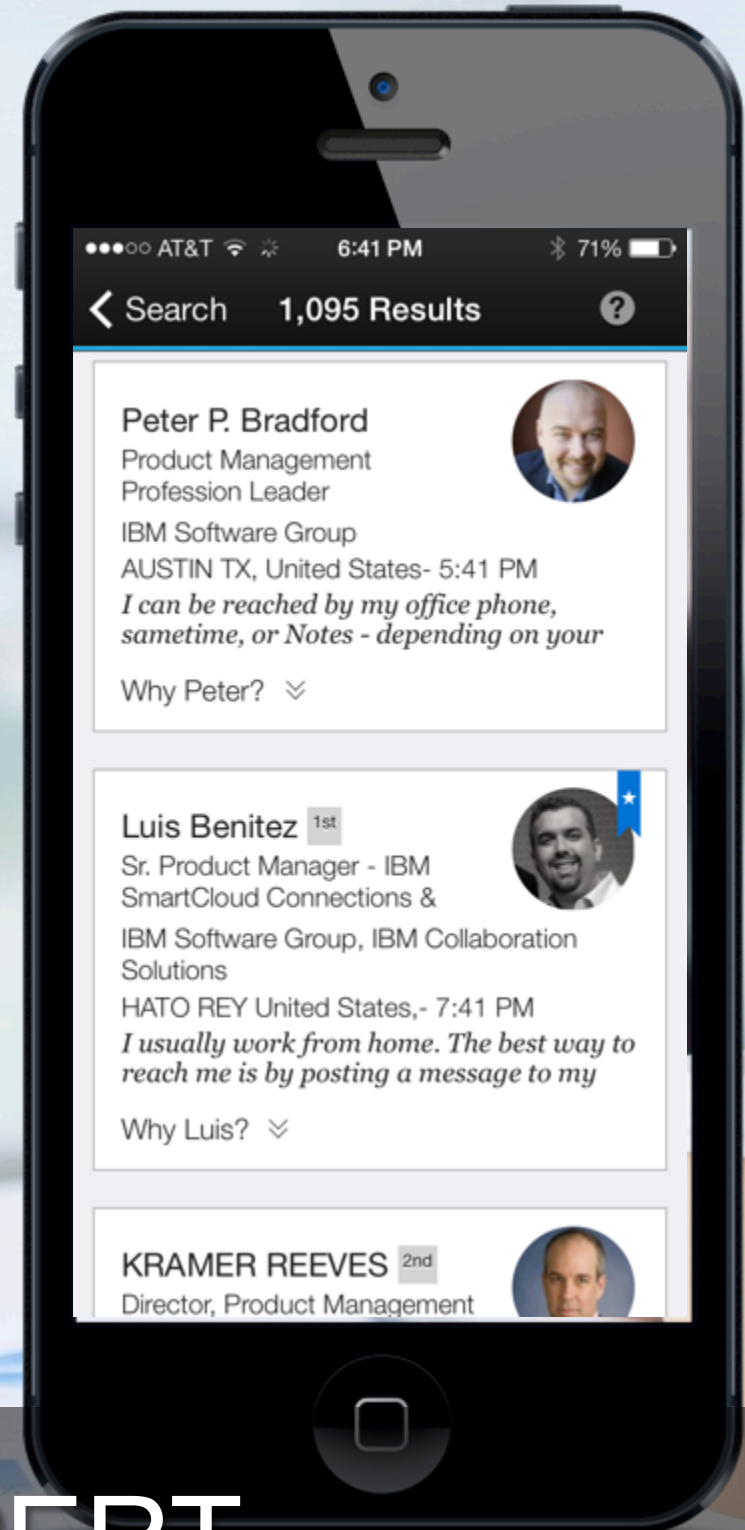 AT&T 6:41 PM 71%
Search 1,095 Results ?
Peter P. Bradford
Product Management
Profession Leader
IBM Software Group
AUSTIN TX, United States- 5:41 PM
I can be reached by my office phone,
sametime, or Notes - depending on your
Why Peter?
Luis Benitez 1st
Sr. Product Manager - IBM
SmartCloud Connections &
IBM Software Group, IBM Collaboration
Solutions
HATO REY United States,- 7:41 PM
I usually work from home. The best way to
reach me is by posting a message to my
Why Luis?
KRAMER REEVES 2nd
Director, Product Management